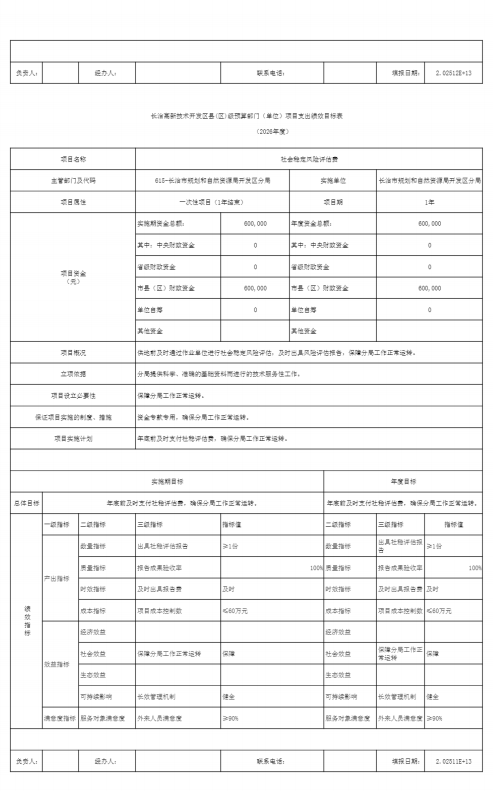 负责人： 经办人： 联系电话： 填报日期： 2.02512E+13
长治高新技术开发区县(区)级预算部门（单位）项目支出绩效目标表
（2026年度）
项目名称 社会稳定风险评估费
主管部门及代码 615-长治市规划和自然资源局开发区分局 实施单位 长治市规划和自然资源局开发区分局
项目属性 一次性项目（1年结束） 项目期 1年
项目资金
（元）
实施期资金总额： 600,000 年度资金总额： 600,000
其中：中央财政资金 0 其中：中央财政资金 0
省级财政资金 0 省级财政资金 0
市县（区）财政资金 600,000 市县（区）财政资金 600,000
单位自筹 0 单位自筹 0
其他资金 其他资金
项目概况 供地前及时通过作业单位进行社会稳定风险评估，及时出具风险评估报告，保障分局工作正常运转。
立项依据 分局提供科学、准确的基础资料而进行的技术服务性工作。
项目设立必要性 保障分局工作正常运转。
保证项目实施的制度、措施 资金专款专用，确保分局工作正常运转。
项目实施计划 年底前及时支付社稳评估费，确保分局工作正常运转。
实施期目标 年度目标
总体目标 年底前及时支付社稳评估费，确保分局工作正常运转。 年底前及时支付社稳评估费，确保分局工作正常运转。
绩效指标
一级指标 二级指标 三级指标 指标值 二级指标 三级指标 指标值
产出指标 数量指标 出具社稳评估报告 ≥1份 数量指标 出具社稳评估报告 ≥1份
质量指标 报告成果验收率 100% 质量指标 报告成果验收率 100%
时效指标 及时出具报告费 及时 时效指标 及时出具报告费 及时
成本指标 项目成本控制数 ≤60万元 成本指标 项目成本控制数 ≤60万元
效益指标 经济效益 经济效益
社会效益 保障分局工作正常运转 保障 社会效益 保障分局工作正常运转 保障
生态效益 生态效益
可持续影响 长效管理机制 健全 可持续影响 长效管理机制 健全
满意度指标 服务对象满意度 外来人员满意度 ≥90% 服务对象满意度 外来人员满意度 ≥90%
负责人： 经办人： 联系电话： 填报日期： 2.02511E+13